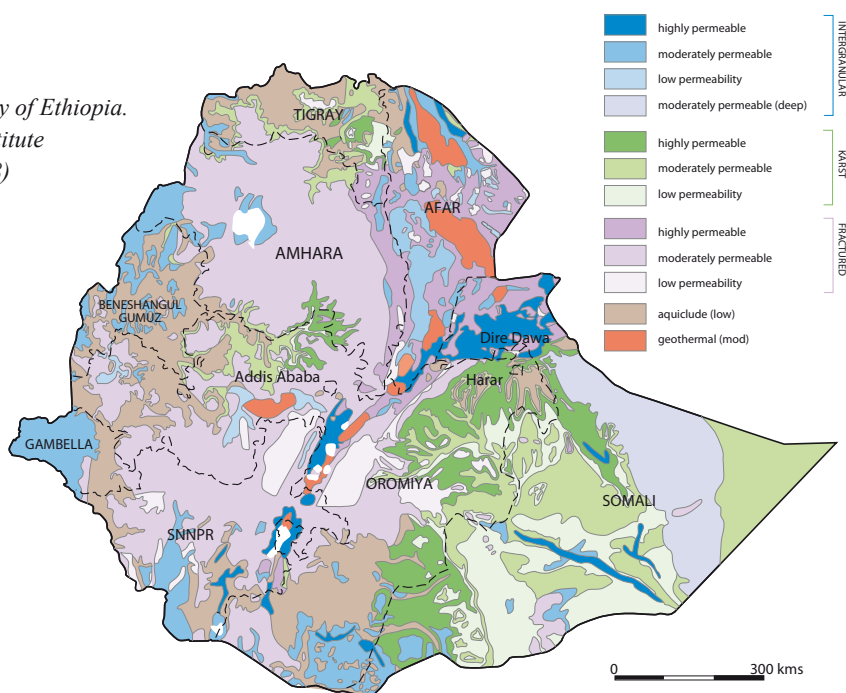 y of Ethiopia.
titute
3)
highly permeable
moderately permeable
low permeability
moderately permeable (deep)
INTERGRANULAR
highly permeable
moderately permeable
low permeability
KARST
highly permeable
moderately permeable
low permeability
FRACTURED
aquiclude (low)
geothermal (mod)
TIGRAY
AFAR
AMHARA
BENESHANGUL
GUMUZ
Dire Dawa
Addis Ababa
Harar
GAMBELLA
OROMIYA
SOMALI
SNNPR
0 300 kms